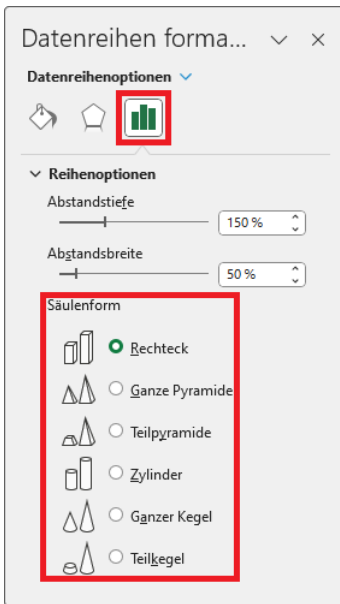 Datenreihen forma...
Datenreihenoptionen
Reihenoptionen
Abstandstiefe
150 %
Abstandsbreite
50 %
Säulenform
Rechteck
Ganze Pyramide
Teilpyramide
Zylinder
Ganzer Kegel
Teilkegel